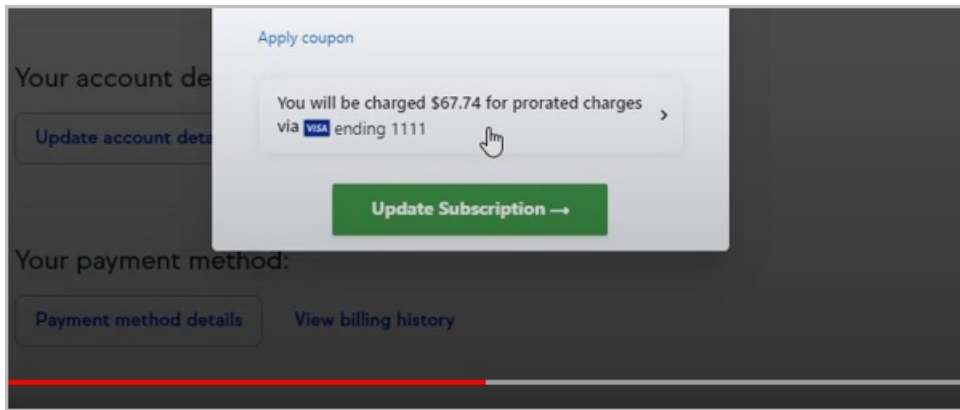 Apply coupon
Your account de
You will be charged $67.74 for prorated charges
via VISA ending 1111
Update account deta
Update Subscription →
Your payment method:
Payment method details
View billing history